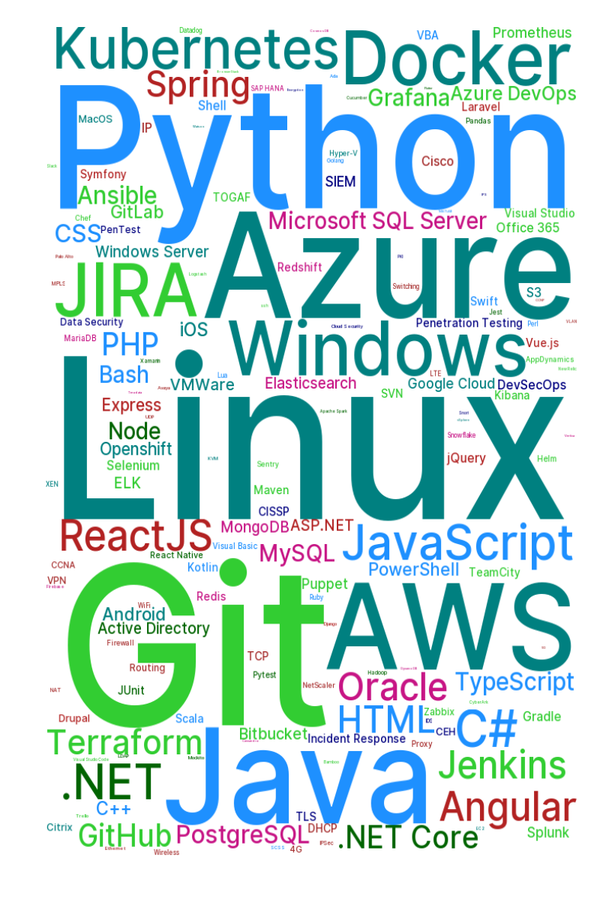 Datadog
Kubernetes
Docker
VBA
Prometheus
Spring
SAP HANA
Grafana
Azure DevOps
Shell
Laravel
Python
MacOS
IP
Pandas
Hyper-V
Golang
Cisco
Symfony
SIEM
Ansible
TOGAF
GitLab
Chef
Microsoft SQL Server
Visual Studio
Office 365
CSS
PenTest
Azure
Windows Server
Redshift
JIRA
MPLS
Switching
S3
Swift
Jest
Data Security
iOS
Cloud Security
Penetration Testing
Perl
VLAN
MariaDB
PHP
Windows
Vue.js
AppDynamics
Xamarin
Bash
Lua
LTE
VMWare
Elasticsearch
Google Cloud
DevSecOps
SVN
Kibana
Linux
Express
Apache Spark
Node
Openshift
Snowflake
jQuery
Helm
Selenium
KVM
Sentry
ELK
XEN
Maven
CISSP
ReactJS
MongoDB
ASP.NET
JavaScript
React Native
Visual Basic
MySQL
CCNA
Kotlin
PowerShell
TeamCity
VPN
Git
Puppet
AWS
Redis
Ruby
WiFi
Android
Active Directory
Firewall
TCP
Routing
Pytest
Hadoop
Oracle
TypeScript
NAT
JUnit
NetScaler
Drupal
Scala
HTML
Zabbix
C#
Gradle
CEH
Terraform
Bitbucket
Incident Response
Proxy
Java
Jenkins
.NET
C++
Angular
TLS
Citrix
GitHub
PostgreSQL
DHCP
.NET Core
Splunk
IPSec
4G
Wireless